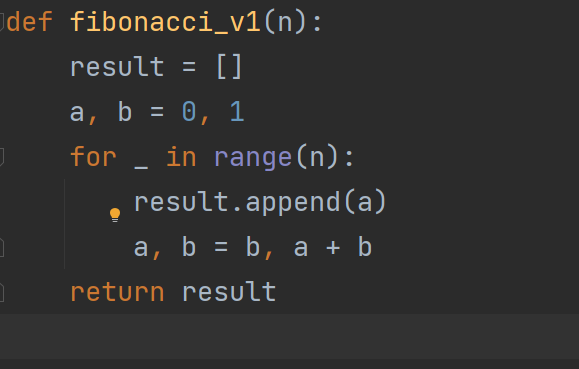 def fibonacci_v1(n):
    result = []
    a, b = 0, 1
    for _ in range(n):
        result.append(a)
        a, b = b, a + b
    return result